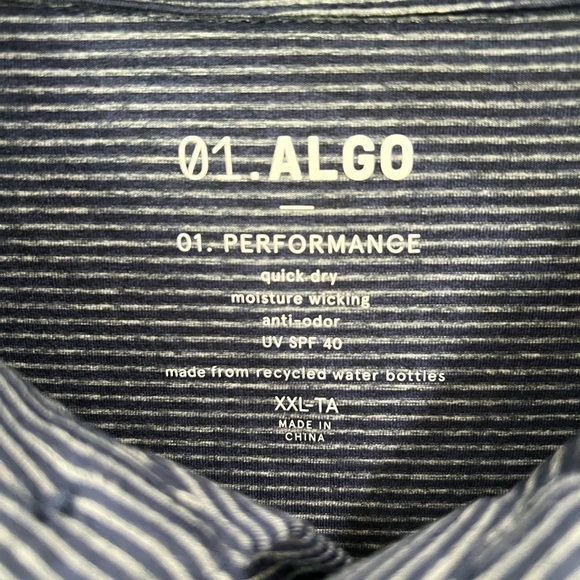 01.ALGO
01. PERFORMANCE
quick dry
moisture wicking
anti-odor
UV SPF 40
made from recycled water bottles
XXL-TA
MADE IN
CHINA